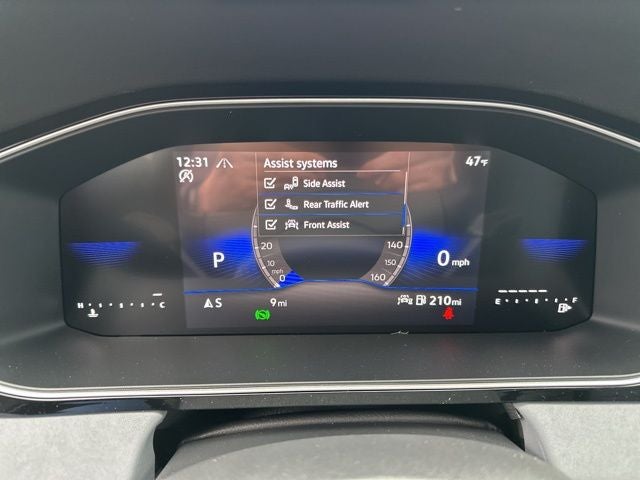 12:31
Assist systems
47°F
Side Assist
Rear Traffic Alert
Front Assist
20 140
10 150
mph
0 160
P
0 mph
H C
S
9 mi
210 mi
E F